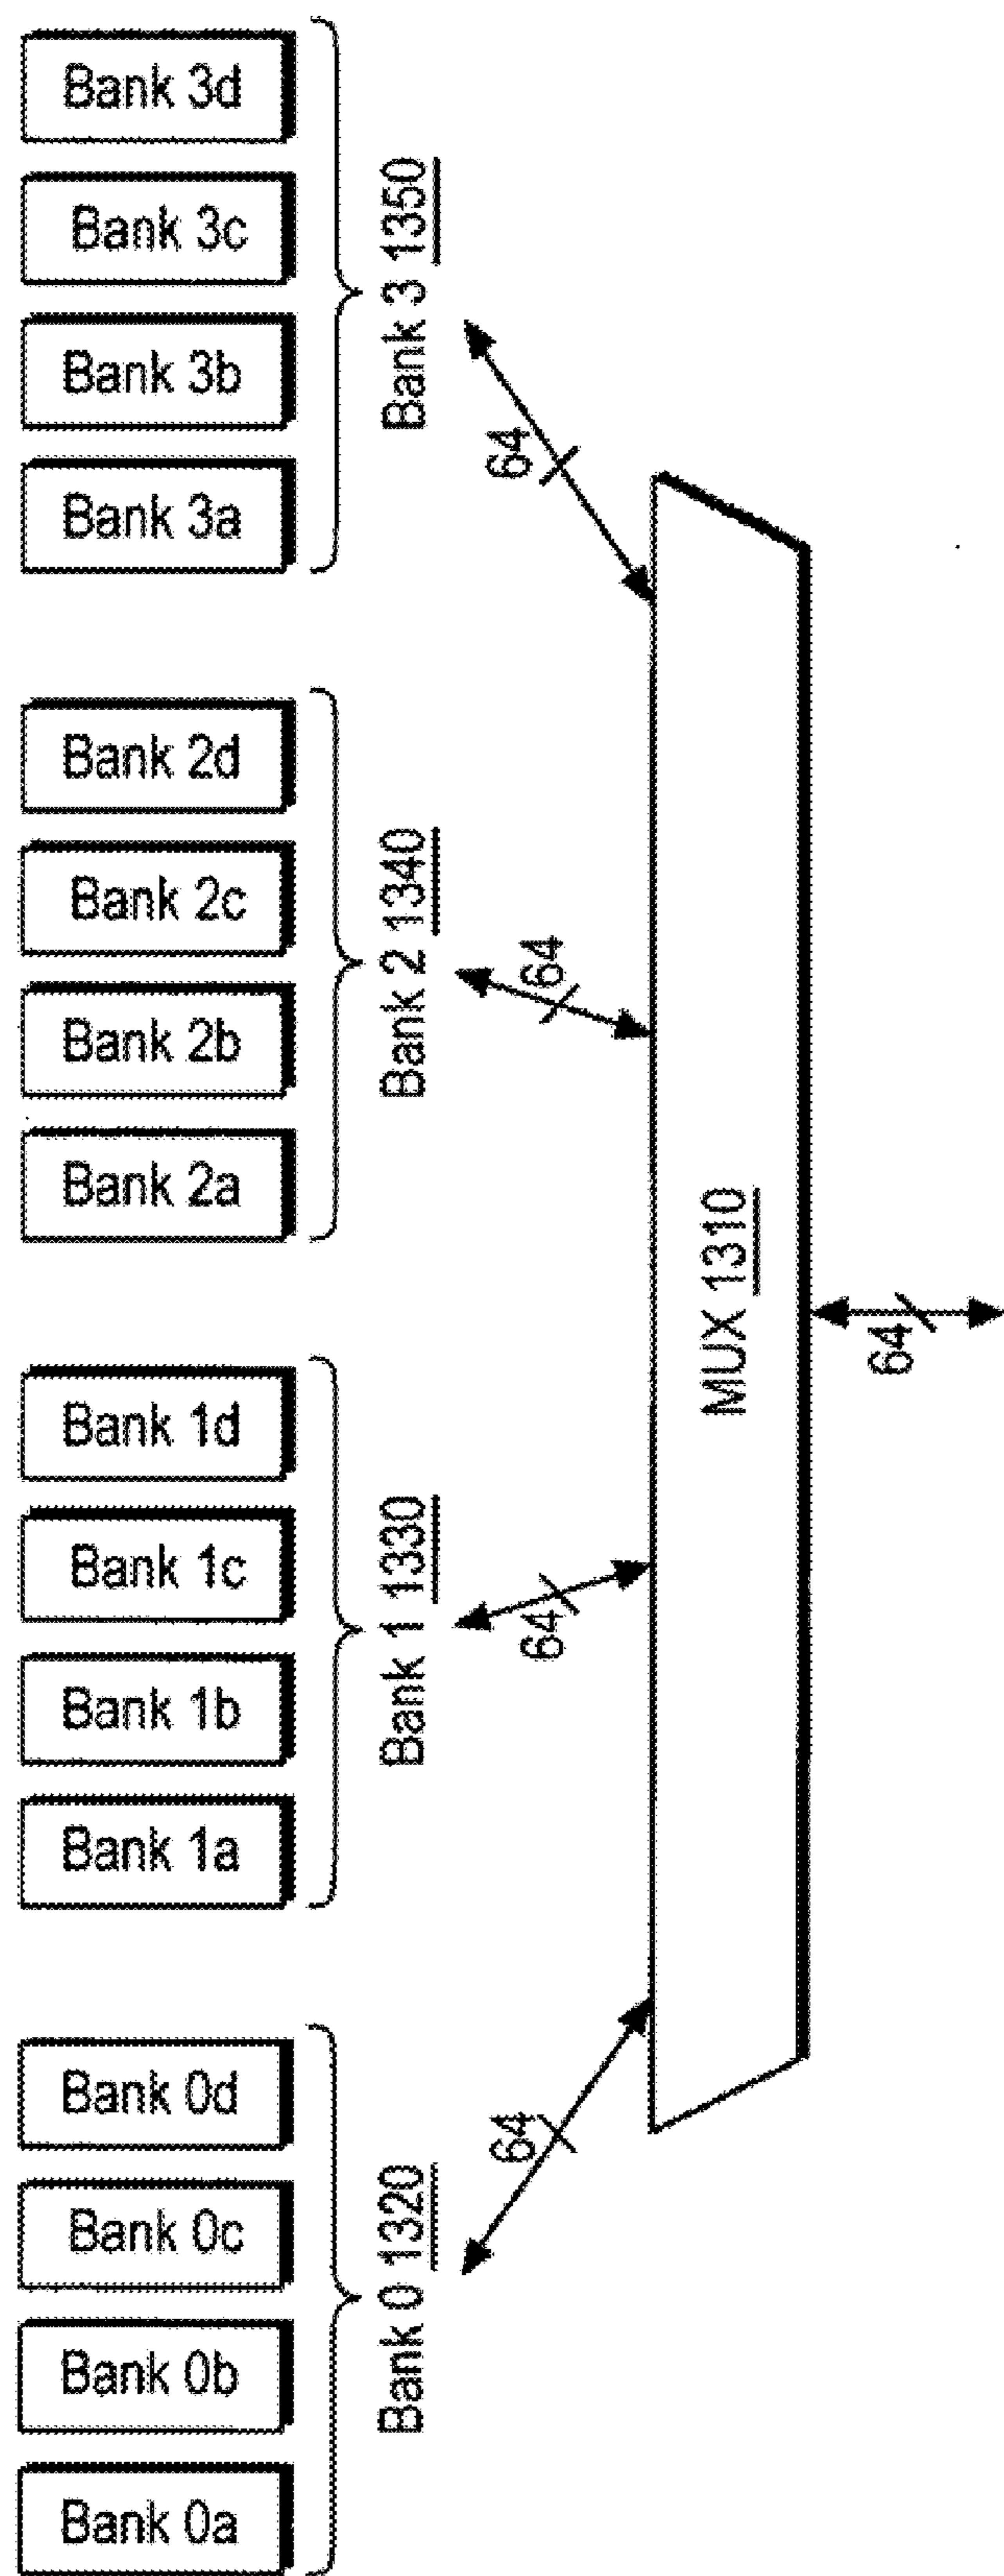 Bank 3d
Bank 3c
Bank 3b
Bank 3a
Bank 3 1350
64
Bank 2d
Bank 2c
Bank 2b
Bank 2a
Bank 2 1340
64
Bank 1d
Bank 1c
Bank 1b
Bank 1a
Bank 1 1330
64
Bank 0d
Bank 0c
Bank 0b
Bank 0a
Bank 0 1320
64
MUX 1310
64